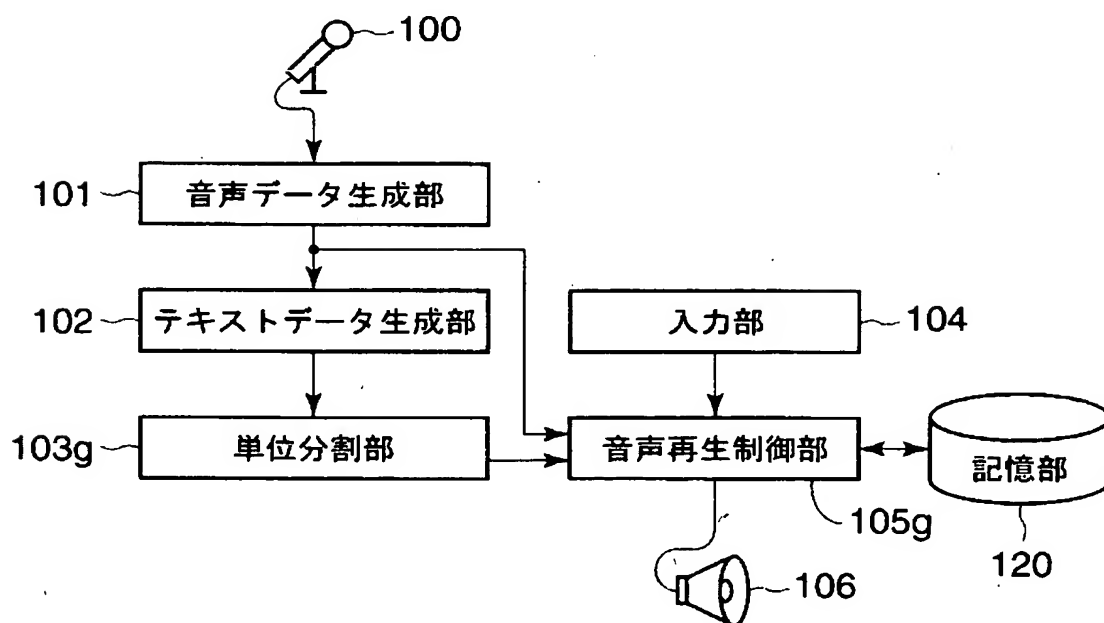 100
101 音声データ生成部
102 テキストデータ生成部
入力部 104
103g 単位分割部
音声再生制御部
記憶部
105g
120
106